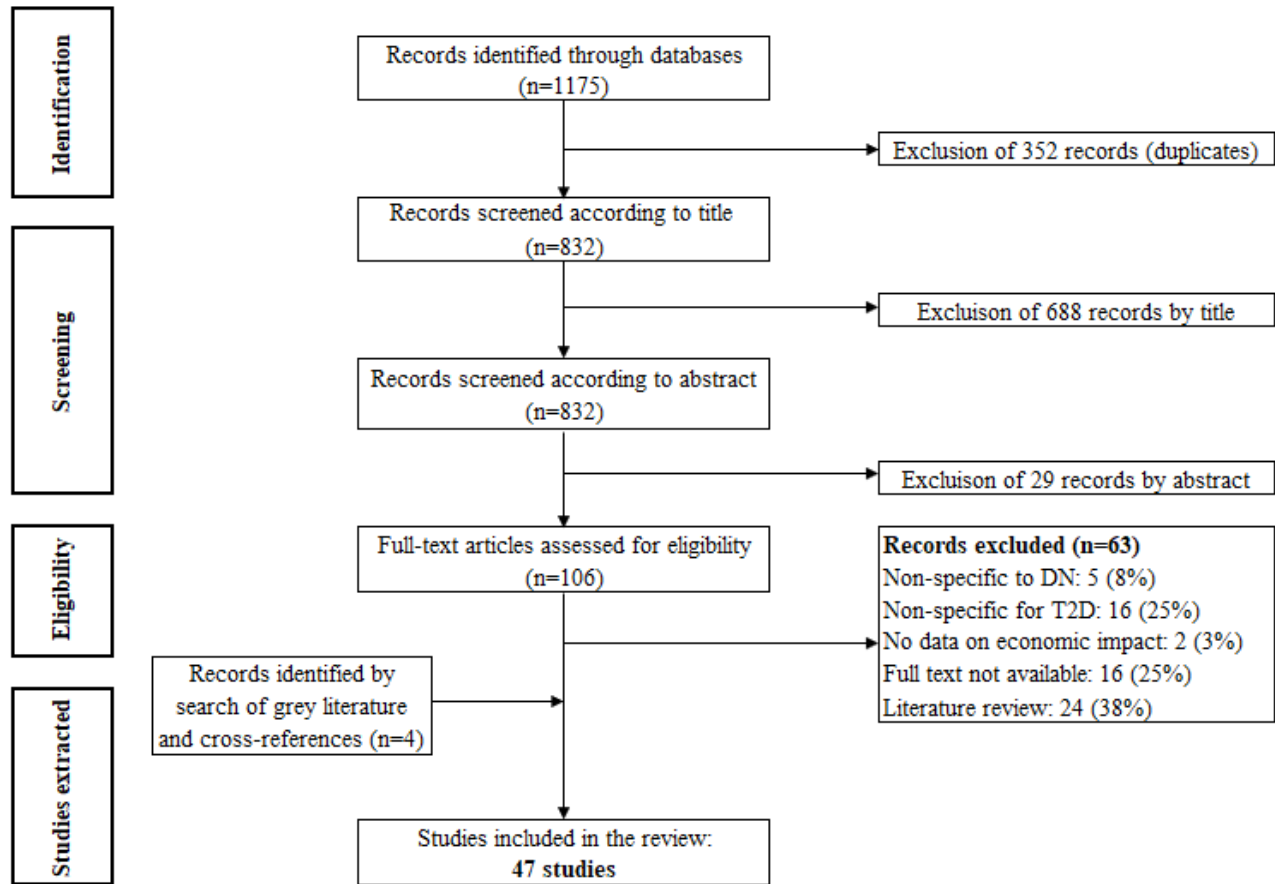 Identification
Records identified through databases
(n=1175)
Exclusion of 352 records (duplicates)
Records screened according to title
(n=832)
Screening
Excluison of 688 records by title
Records screened according to abstract
(n=832)
Excluison of 29 records by abstract
Eligibility
Full-text articles assessed for eligibility
(n=106)
Records excluded (n=63)
Non-specific to DN: 5 (8%)
Non-specific for T2D: 16 (25%)
No data on economic impact: 2 (3%)
Full text not available: 16 (25%)
Literature review: 24 (38%)
Records identified by
search of grey literature
and cross-references (n=4)
Studies extracted
Studies included in the review:
47 studies